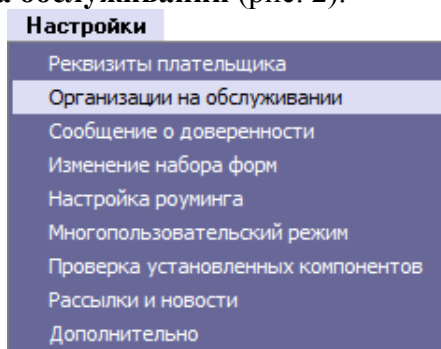 а обслуживании (рис. 2).
Настройки
Реквизиты плательщика
Организации на обслуживании
Сообщение о доверенности
Изменение набора форм
Настройка роуминга
Многопользовательский режим
Проверка установленных компонентов
Рассылки и новости
Дополнительно